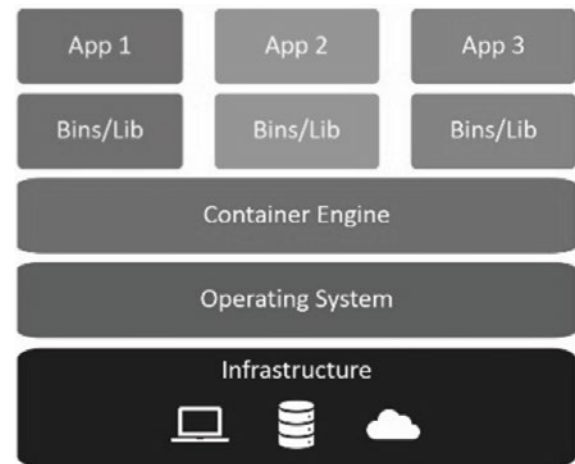 App 1 App 2 App 3
Bins/Lib Bins/Lib Bins/Lib
Container Engine
Operating System
Infrastructure